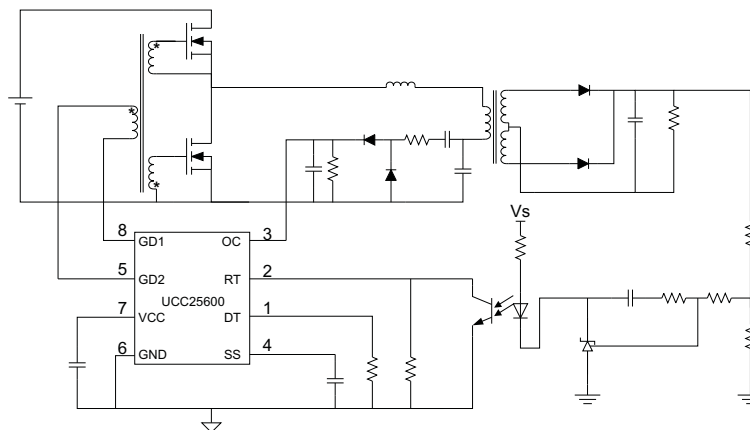 Vs
8 GD1 OC 3
5 GD2 RT 2
UCC25600
7 VCC DT 1
6 GND SS 4